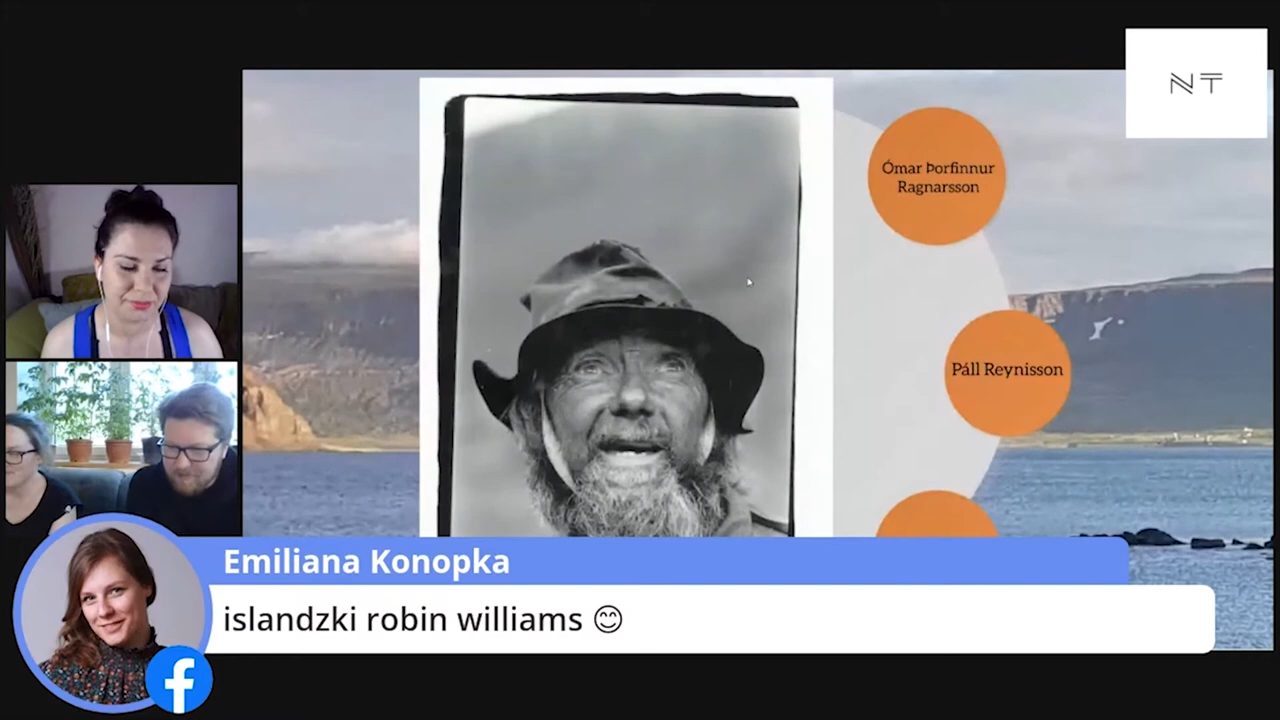 NT
Ómar Þorfinnur
Ragnarsson
Páll Reynisson
Emiliana Konopka
islandzki robin williams 😊